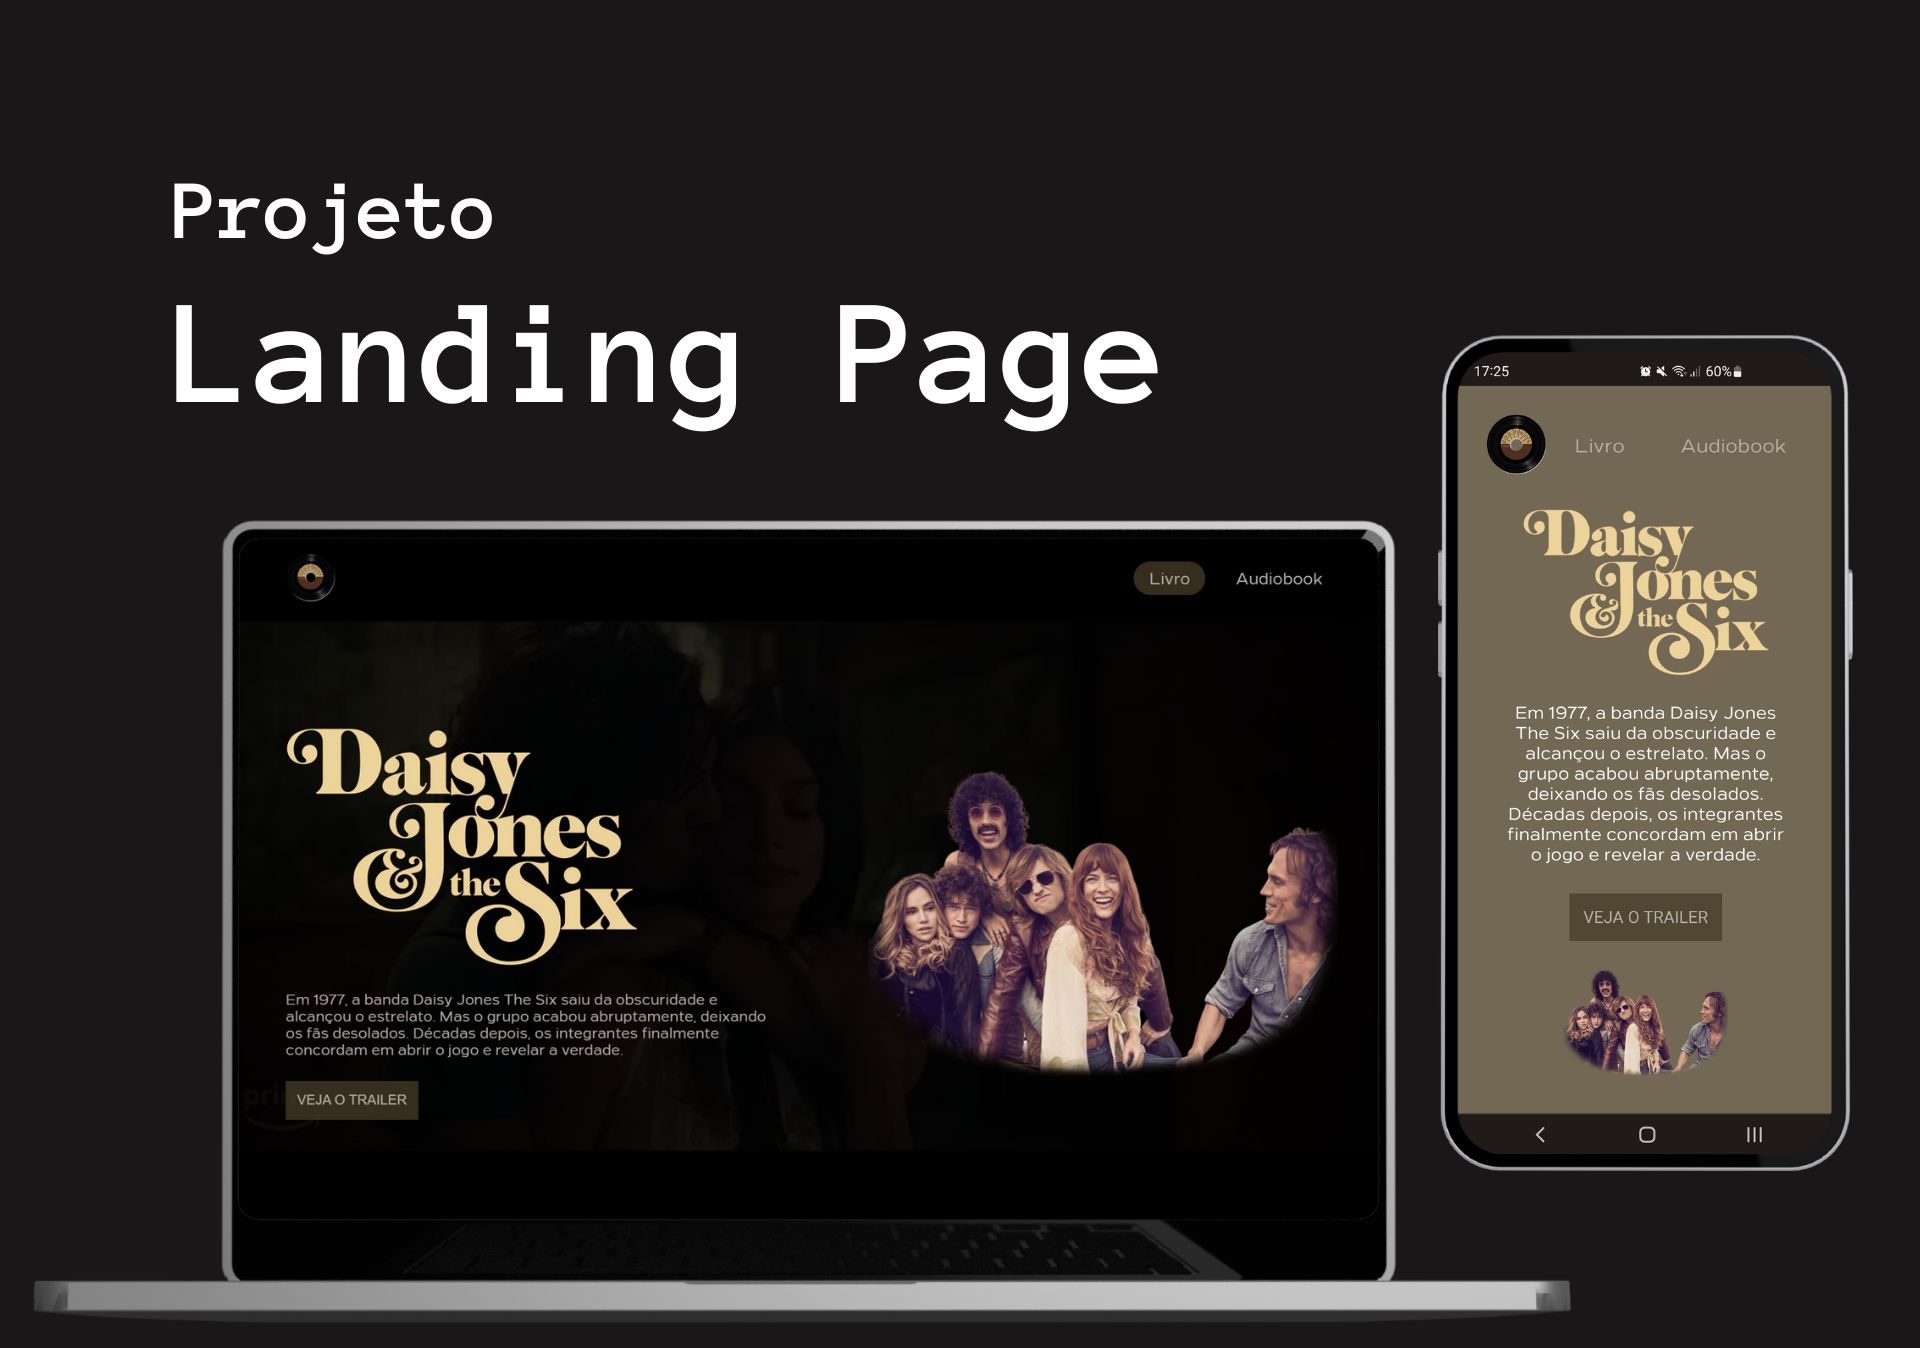 Projeto
Landing Page
Livro
Audiobook
Daisy
Jones
& the Six
Em 1977, a banda Daisy Jones The Six saiu da obscuridade e
alcançou o estrelato. Mas o grupo acabou abruptamente, deixando
os fãs desolados. Décadas depois, os integrantes finalmente
concordam em abrir o jogo e revelar a verdade.
VEJA O TRAILER
17:25
60%
Livro
Audiobook
Daisy
Jones
& the Six
Em 1977, a banda Daisy Jones
The Six saiu da obscuridade e
alcançou o estrelato. Mas o
grupo acabou abruptamente,
deixando os fãs desolados.
Décadas depois, os integrantes
finalmente concordam em abrir
o jogo e revelar a verdade.
VEJA O TRAILER